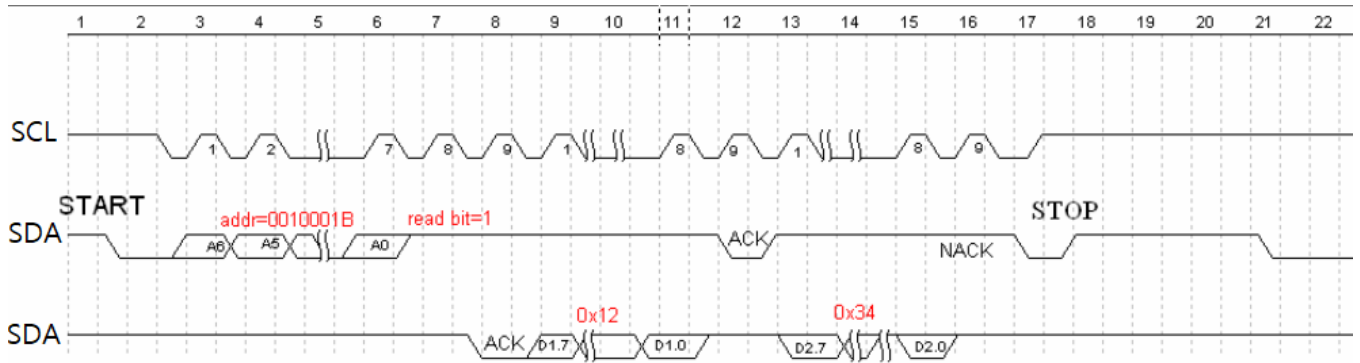 1 2 3 4 5 6 7 8 9 10 11 12 13 14 15 16 17 18 19 20 21 22
SCL 1 2 7 8 9 1 8 9 1 8 9
START STOP
addr=0010001B read bit=1
SDA A6 A5 A0 ACK NACK
0x12 0x34
SDA ACK D1.7 D1.0 D2.7 D2.0